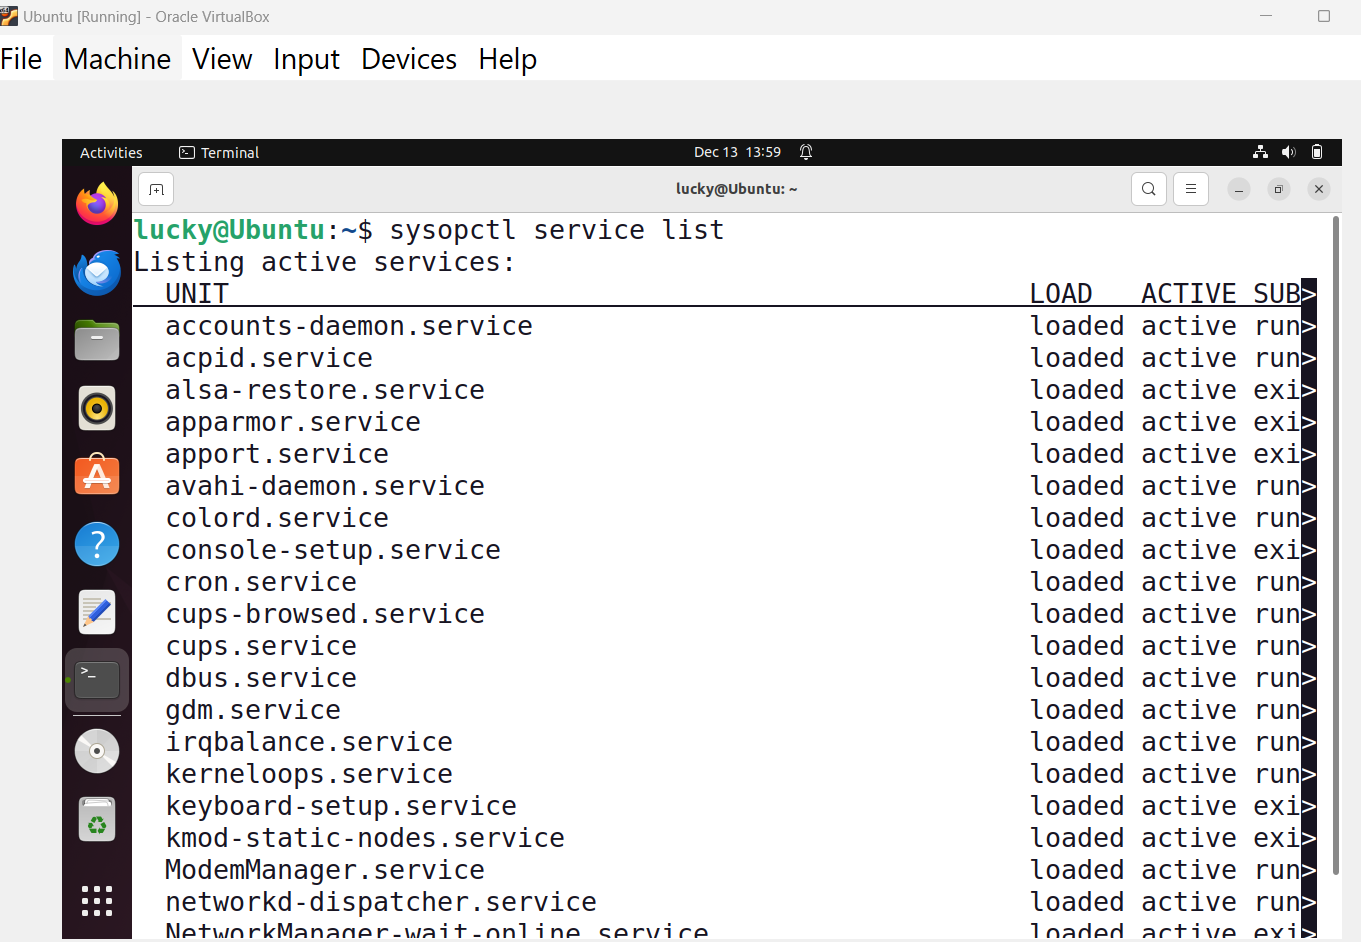 Ubuntu [Running] - Oracle VirtualBox
File Machine View Input Devices Help
Activities Terminal Dec 13 13:59
lucky@Ubuntu: ~
lucky@Ubuntu:~$ sysopctl service list
Listing active services:
UNIT LOAD ACTIVE SUB>
accounts-daemon.service loaded active run>
acpid.service loaded active run>
alsa-restore.service loaded active exi>
apparmor.service loaded active exi>
apport.service loaded active exi>
avahi-daemon.service loaded active run>
colord.service loaded active run>
console-setup.service loaded active exi>
cron.service loaded active run>
cups-browsed.service loaded active run>
cups.service loaded active run>
dbus.service loaded active run>
gdm.service loaded active run>
irqbalance.service loaded active run>
kerneloops.service loaded active run>
keyboard-setup.service loaded active exi>
kmod-static-nodes.service loaded active exi>
ModemManager.service loaded active run>
networkd-dispatcher.service loaded active run>
NetworkManager-wait-online.service loaded active exi>